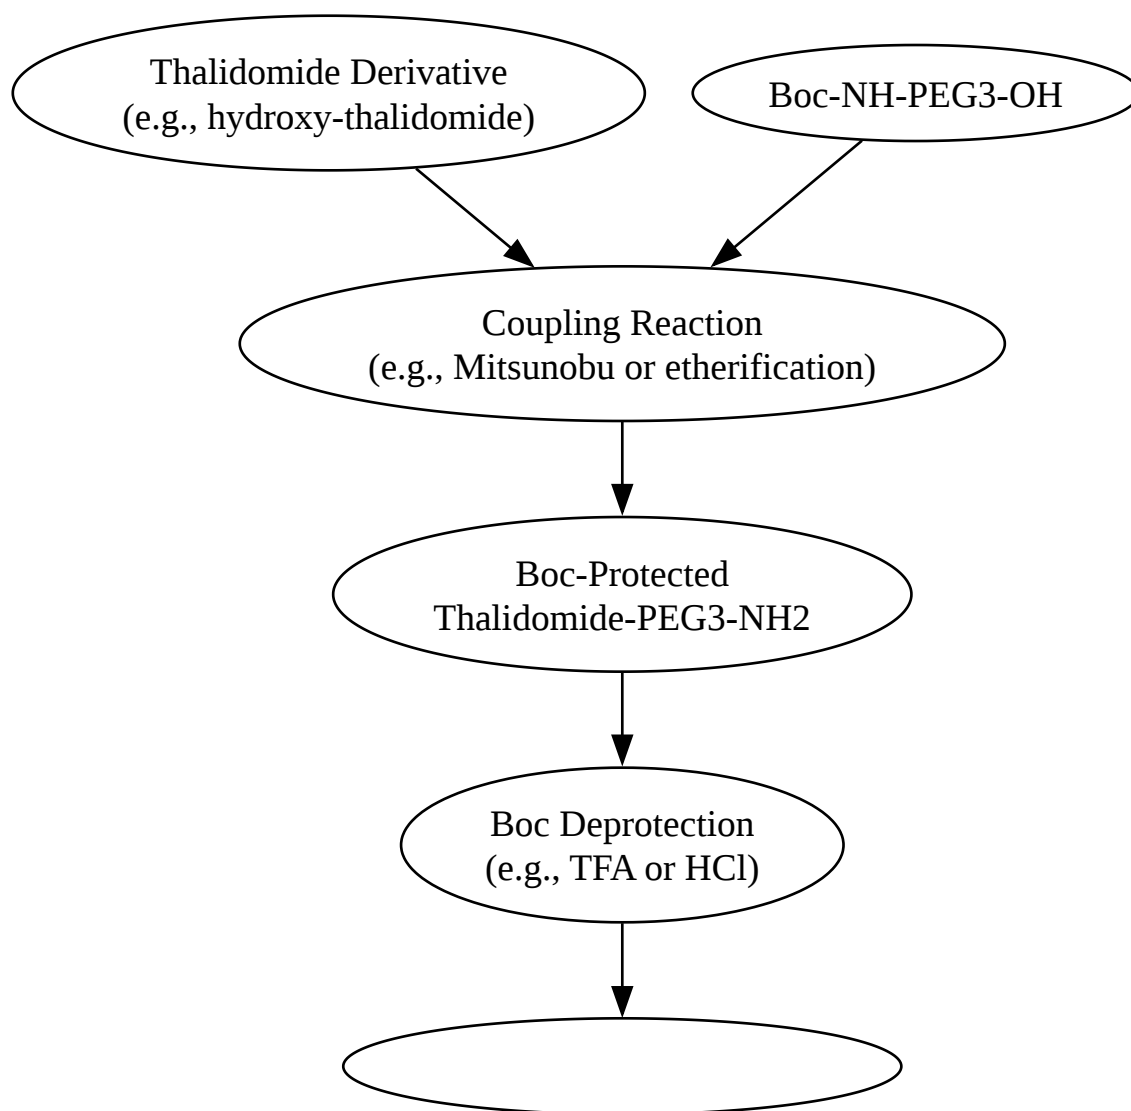 Thalidomide Derivative
(e.g., hydroxy-thalidomide)
Boc-NH-PEG3-OH
Coupling Reaction
(e.g., Mitsunobu or etherification)
Boc-Protected
Thalidomide-PEG3-NH2
Boc Deprotection
(e.g., TFA or HCl)